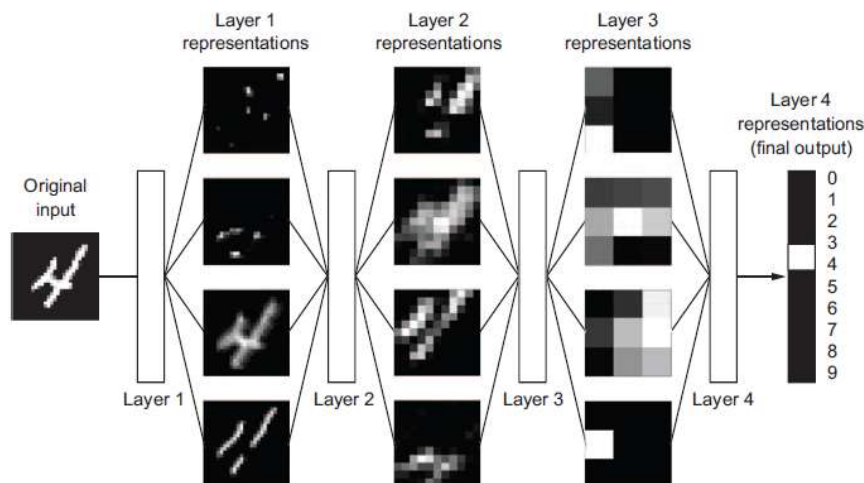 Layer 1
representations
Layer 2
representations
Layer 3
representations
Layer 4
representations
(final output)
Original
input
0
1
2
3
4
5
6
7
8
9
Layer 1
Layer 2
Layer 3
Layer 4